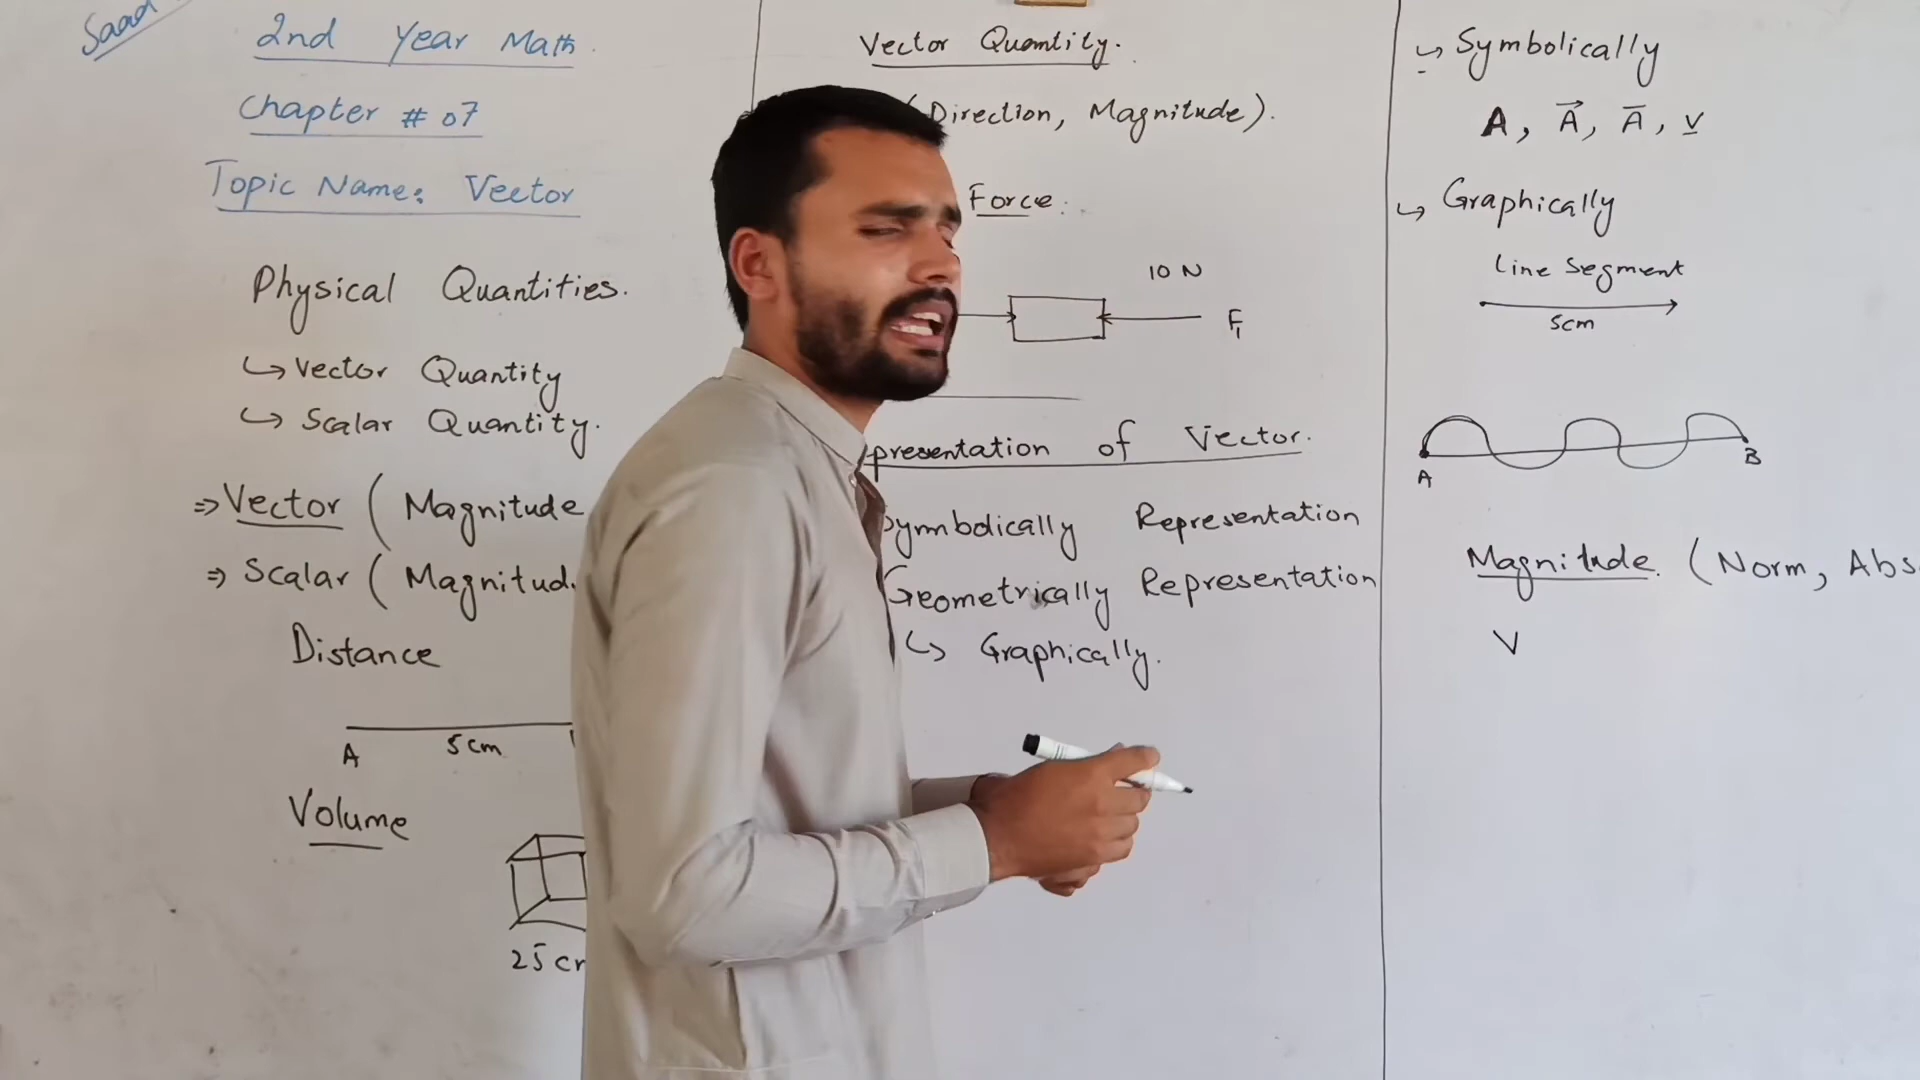 Saad
2nd Year Math.
Chapter # 07
Topic Name: Vector
Physical Quantities.
↳ Vector Quantity
↳ Scalar Quantity.
⇒ Vector ( Magnitude
⇒ Scalar ( Magnitud
Distance
A 5cm
Volume
25 c
Vector Quantity.
(Direction, Magnitude).
Force.
10 N
F1
presentation of Vector.
Symbolically Representation
Geometrically Representation
↳ Graphically.
↳ Symbolically
A, A⃗, A̅, v̲
↳ Graphically
Line Segment
5cm
A B
Magnitude. (Norm, Abs
V